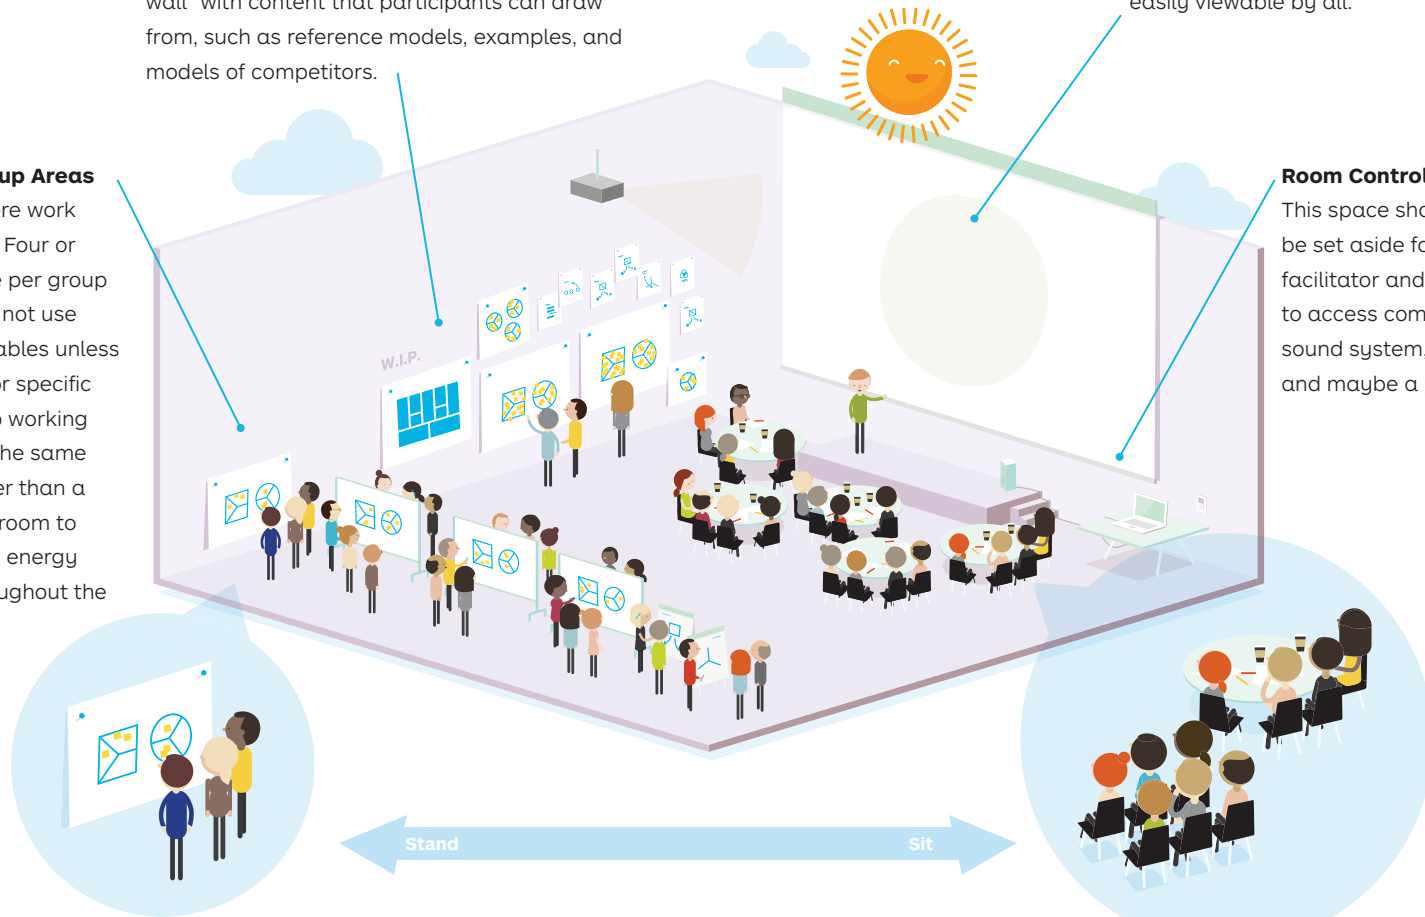 wall” with content that participants can draw
from, such as reference models, examples, and
models of competitors.
easily viewable by all.
up Areas
re work
Four or
per group
not use
ables unless
or specific
working
he same
er than a
room to
energy
oughout the
Room Control
This space sho
be set aside fo
facilitator and
to access com
sound system,
and maybe a
W.I.P.
Stand
Sit